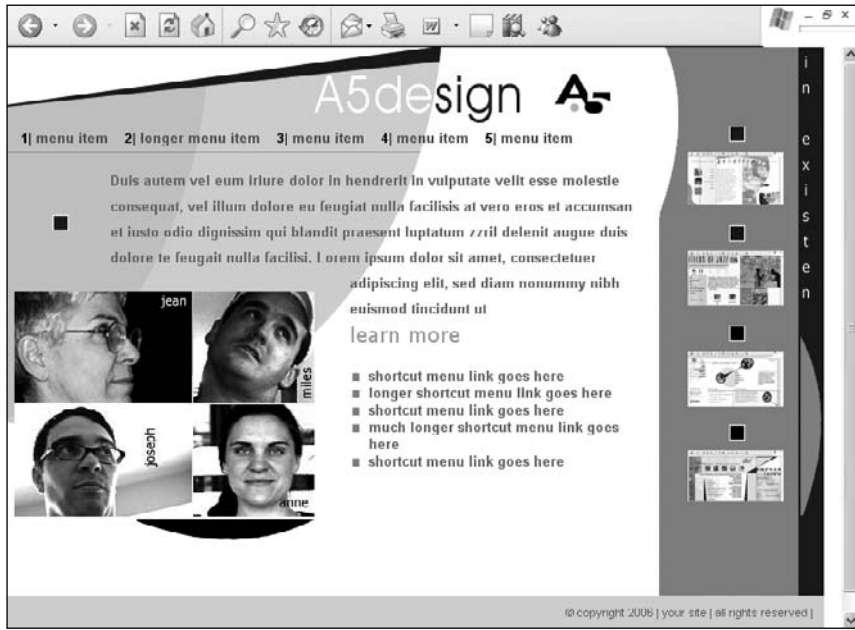 A5design A5
1| menu item 2| longer menu item 3| menu item 4| menu item 5| menu item
Duis autem vel eum iriure dolor in hendrerit in vulputate velit esse molestie
consequat, vel illum dolore eu feugiat nulla facilisis at vero eros et accumsan
et iusto odio dignissim qui blandit praesent luptatum zzril delenit augue duis
dolore te feugait nulla facilisi. Lorem ipsum dolor sit amet, consectetuer
adipiscing elit, sed diam nonummy nibh
euismod tincidunt ut
learn more
shortcut menu link goes here
longer shortcut menu link goes here
shortcut menu link goes here
much longer shortcut menu link goes
here
shortcut menu link goes here
jean
miles
joseph
anne
in existen
© copyright 2006 | your site | all rights reserved |